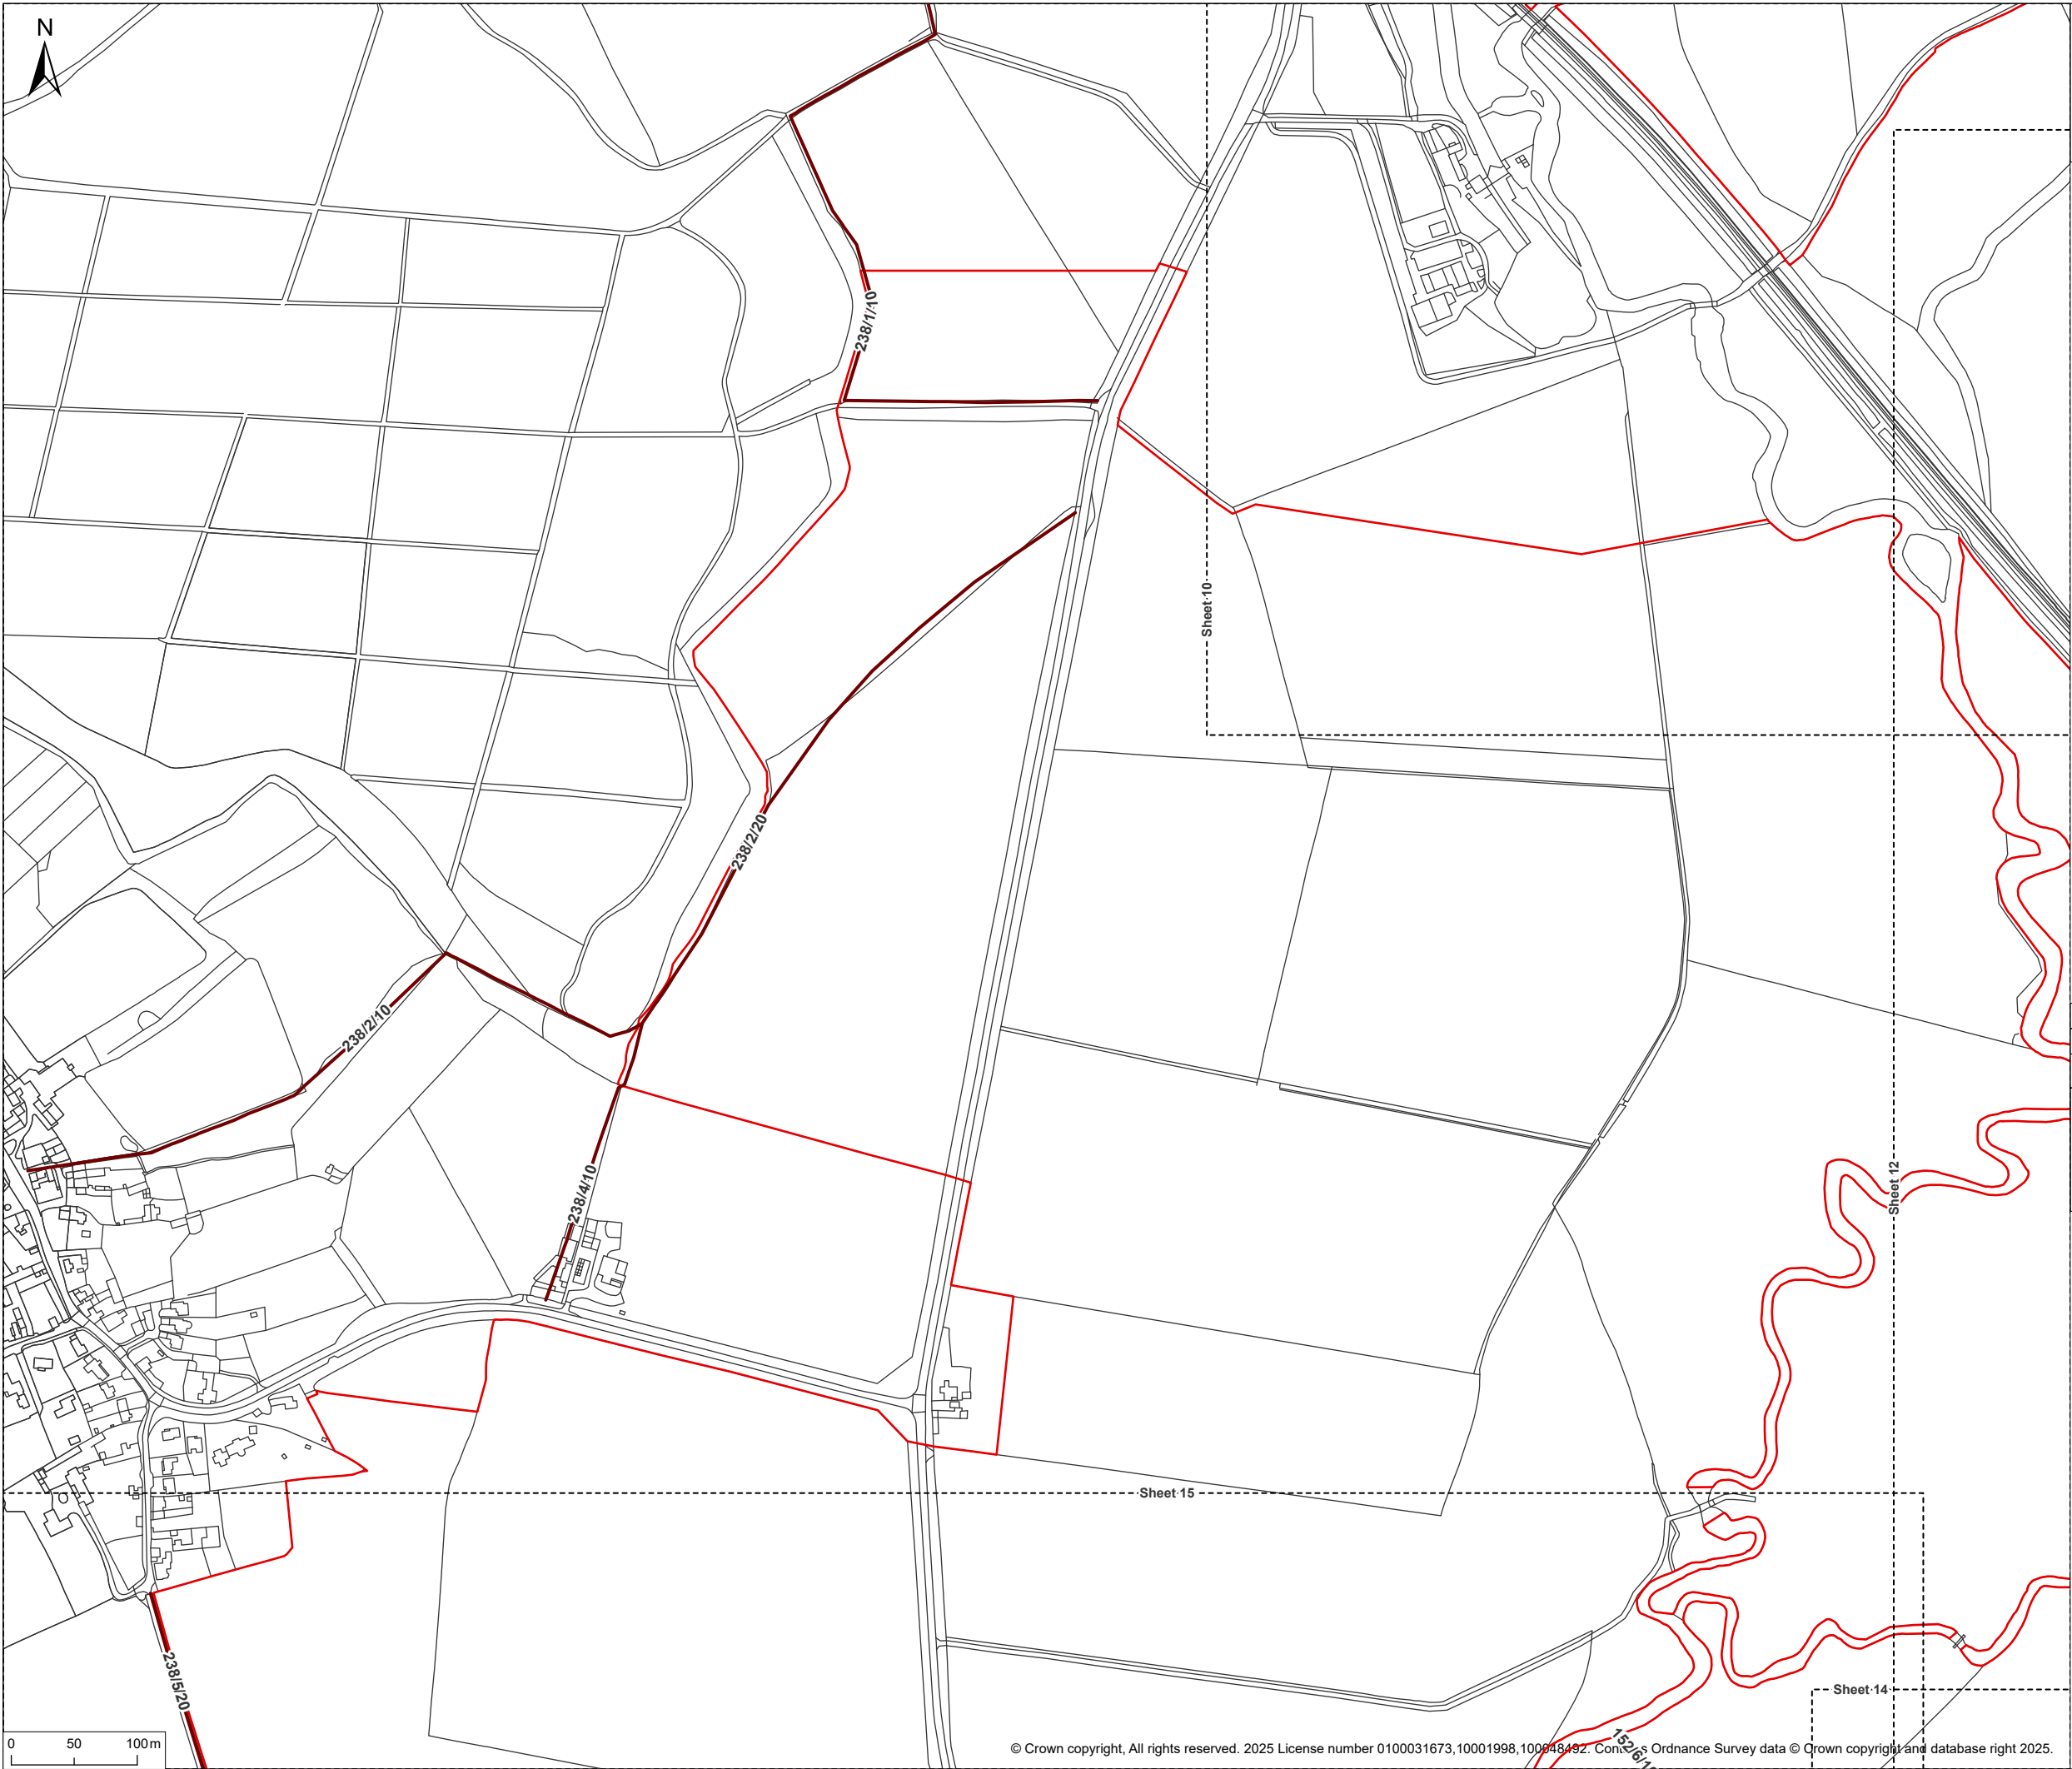 N
238/1/10
Sheet 10
238/2/20
238/2/10
238/4/10
Sheet 12
Sheet 15
238/5/20
Sheet 14
0 50 100 m
© Crown copyright, All rights reserved. 2025 License number 0100031673,10001998,100048492. Ordnance Survey data © Crown copyright and database right 2025.